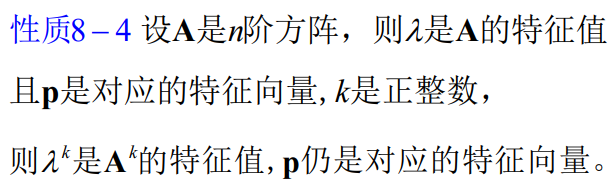 性质8–4 设A是n阶方阵，则λ是A的特征值
且p是对应的特征向量,k是正整数，
则λᵏ是Aᵏ的特征值,p仍是对应的特征向量。